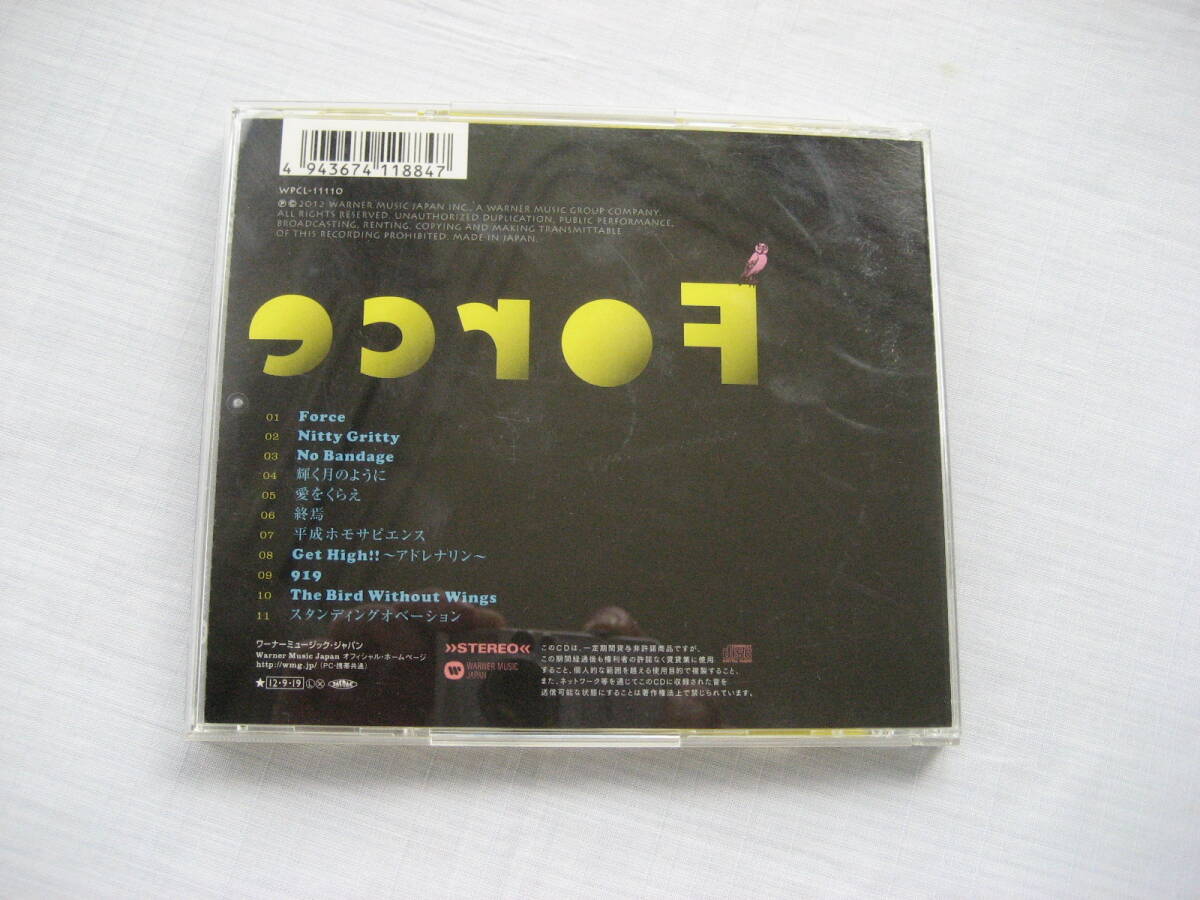 4 943674 118847
WPCL-11110
℗©2012 WARNER MUSIC JAPAN INC., A WARNER MUSIC GROUP COMPANY.
ALL RIGHTS RESERVED. UNAUTHORIZED DUPLICATION, PUBLIC PERFORMANCE,
BROADCASTING, RENTING, COPYING AND MAKING TRANSMITTABLE
OF THIS RECORDING PROHIBITED. MADE IN JAPAN.
Force
01 Force
02 Nitty Gritty
03 No Bandage
04 輝く月のように
05 愛をくらえ
06 終焉
07 平成ホモサピエンス
08 Get High!! ～アドレナリン～
09 919
10 The Bird Without Wings
11 スタンディングオベーション
ワーナーミュージック・ジャパン
Warner Music Japan オフィシャル・ホームページ
http://wmg.jp/ (PC・携帯共通)
★12・9・19 Ⓛ Ⓧ
STEREO
WARNER MUSIC
JAPAN
このCDは、一定期間貸与非許諾商品ですが、
この期間経過後も権利者の許諾なく賃貸業に使用
すること、個人的な範囲を越える使用目的で複製すること、
また、ネットワーク等を通じてこのCDに収録された音を
送信可能な状態にすることは著作権法上で禁じられています。